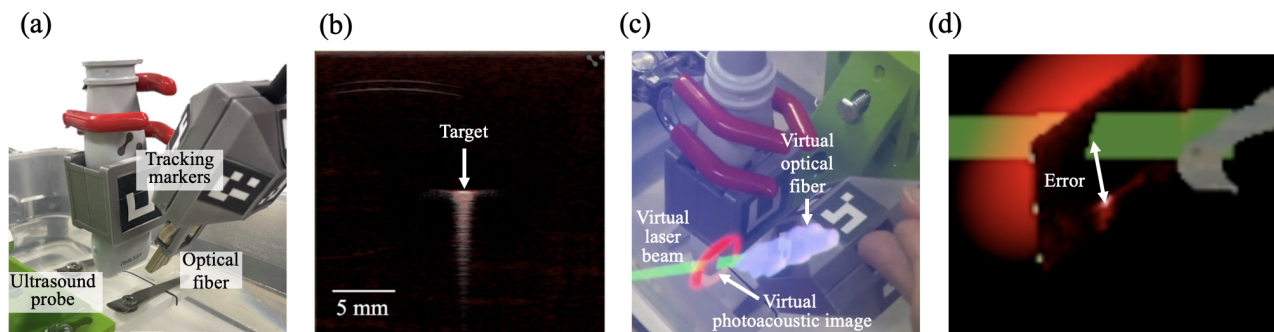 (a)
(b)
(c)
(d)
Tracking
markers
Optical
fiber
Ultrasound
probe
Target
5 mm
Virtual
optical
fiber
Virtual
laser
beam
Virtual
photoacoustic image
Error